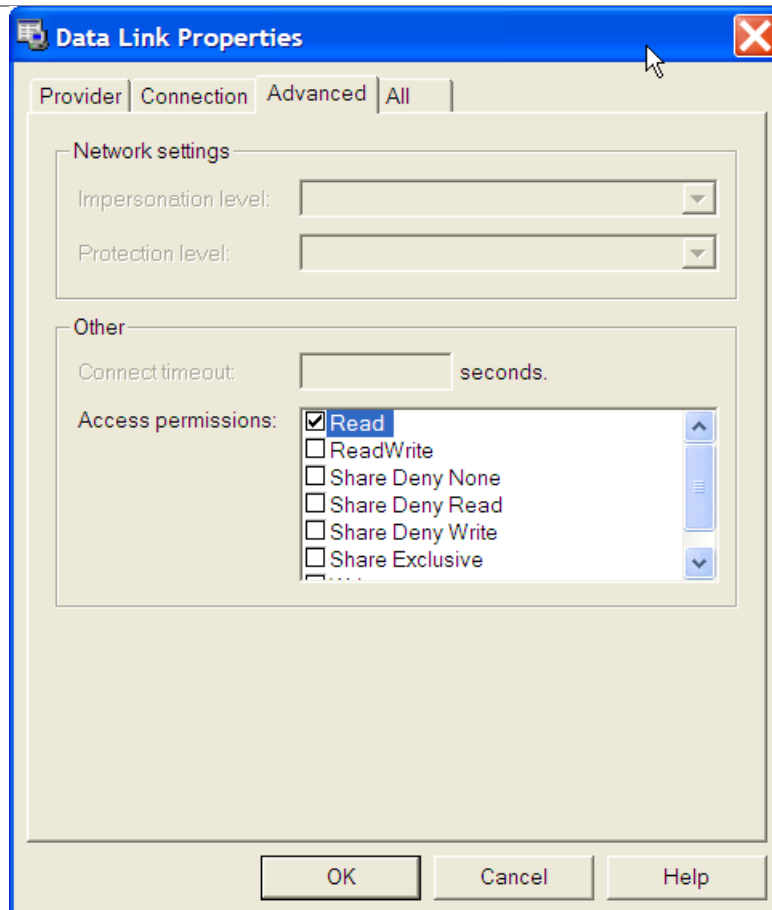 Data Link Properties
Provider Connection Advanced All
Network settings
Impersonation level:
Protection level:
Other
Connect timeout: seconds.
Access permissions: Read
ReadWrite
Share Deny None
Share Deny Read
Share Deny Write
Share Exclusive
OK Cancel Help